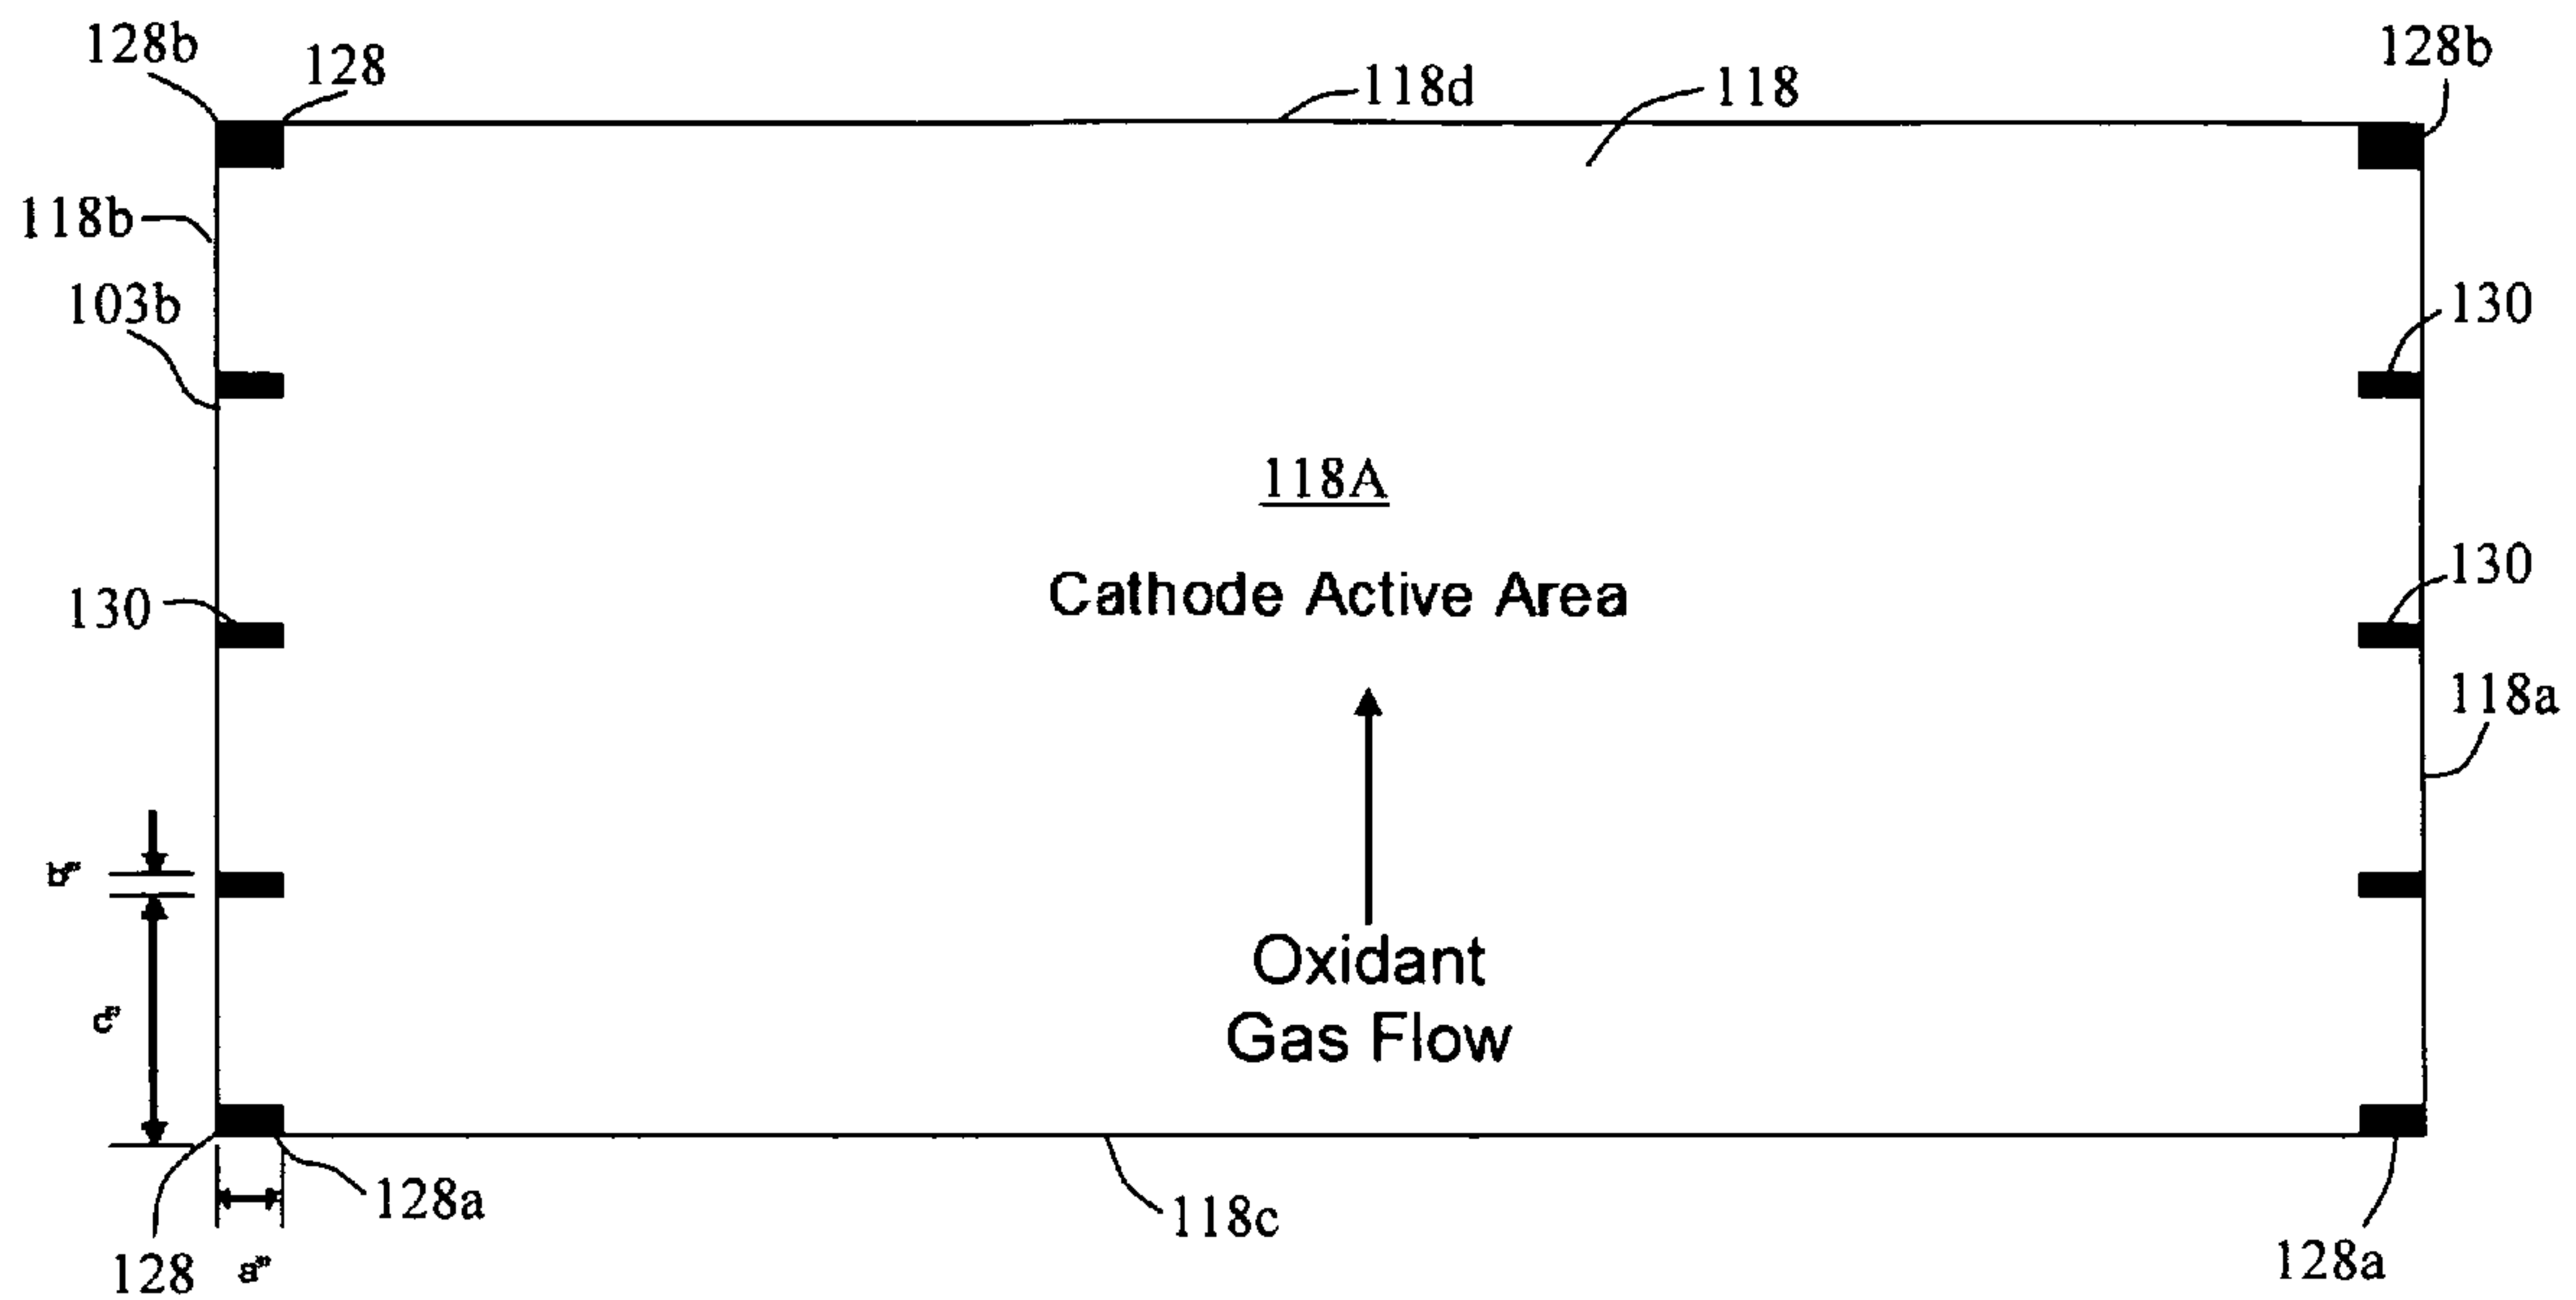 128b
128
118d
118
128b
118b
103b
130
118A
Cathode Active Area
130
130
118a
b"
c"
Oxidant
Gas Flow
128
a"
128a
118c
128a